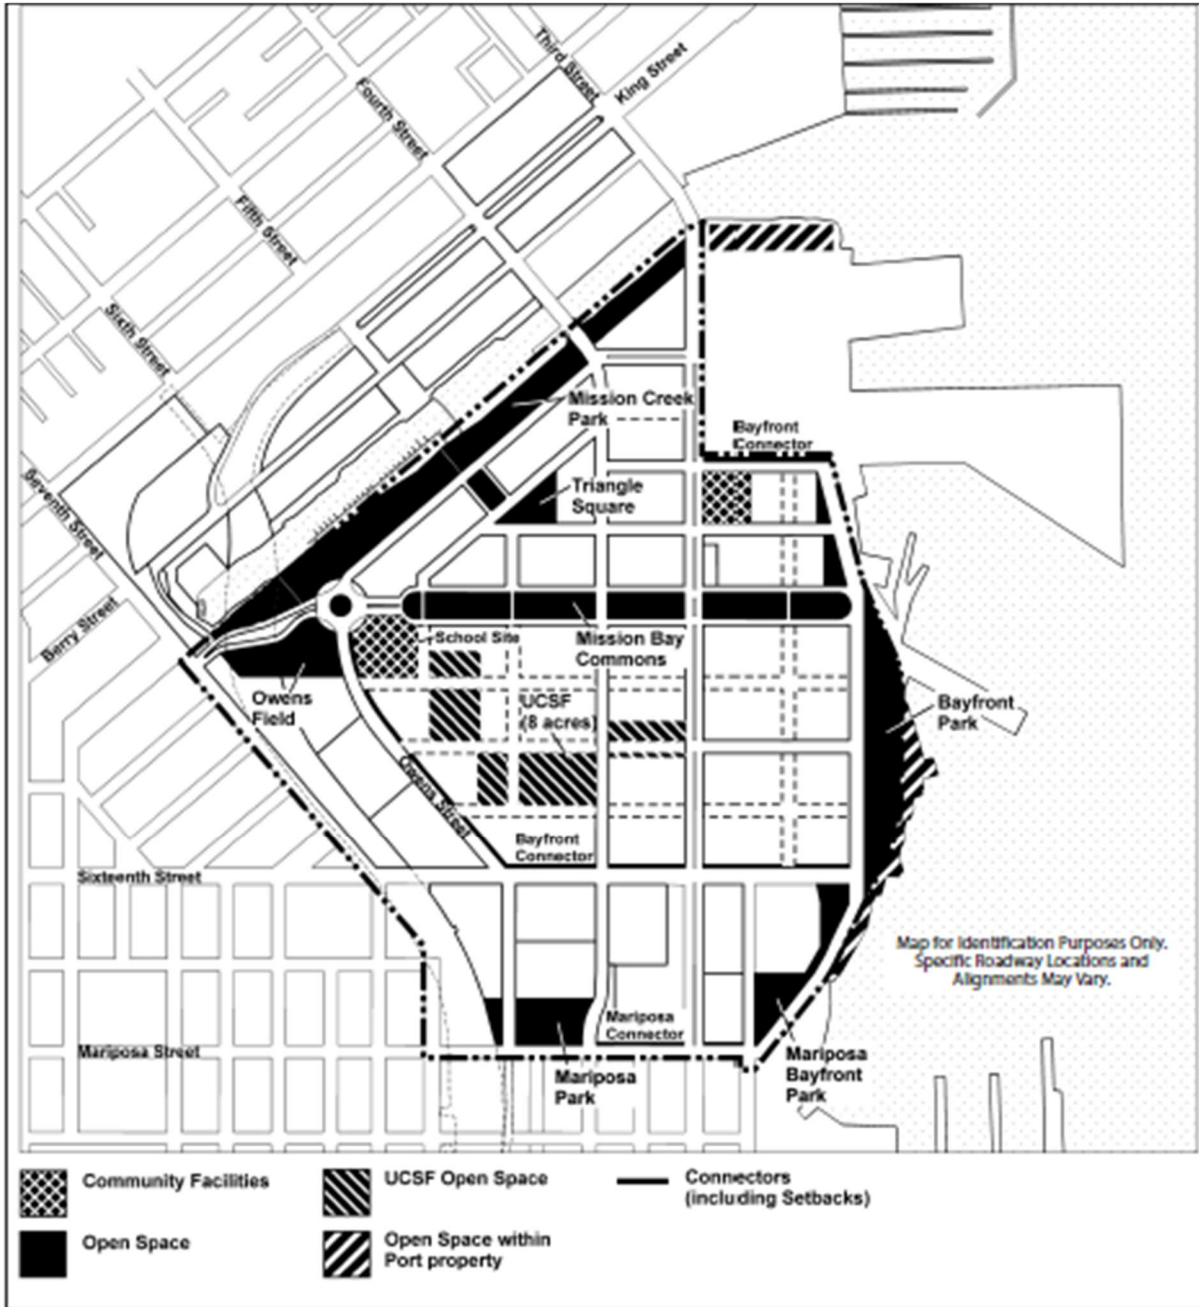 Third Street
King Street
Fourth Street
Fifth Street
Sixth Street
Seventh Street
Berry Street
Mission Creek
Park
Bayfront
Connector
Triangle
Square
School Site
Mission Bay
Commons
Owens
Field
UCSF
(8 acres)
Bayfront
Park
Owens Street
Bayfront
Connector
Sixteenth Street
Map for Identification Purposes Only.
Specific Roadway Locations and
Alignments May Vary.
Mariposa
Connector
Mariposa Street
Mariposa
Park
Mariposa
Bayfront
Park
Community Facilities
UCSF Open Space
Connectors
(including Setbacks)
Open Space
Open Space within
Port property